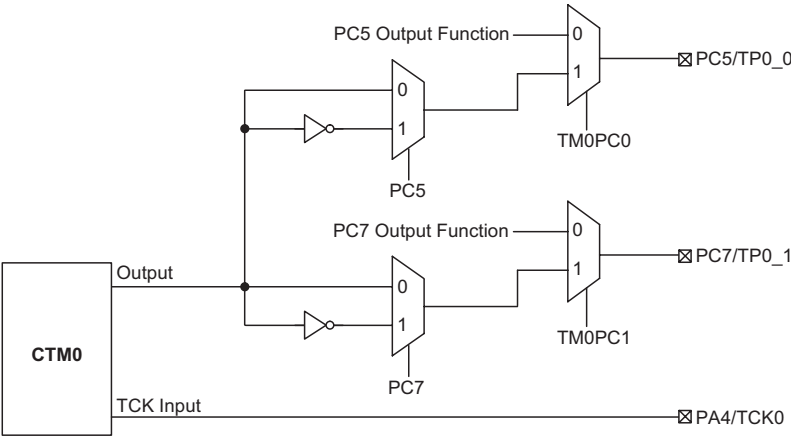 PC5 Output Function
0
1
PC5/TP0_0
TM0PC0
0
1
PC5
PC7 Output Function
0
1
PC7/TP0_1
TM0PC1
Output
0
1
PC7
CTM0
TCK Input
PA4/TCK0